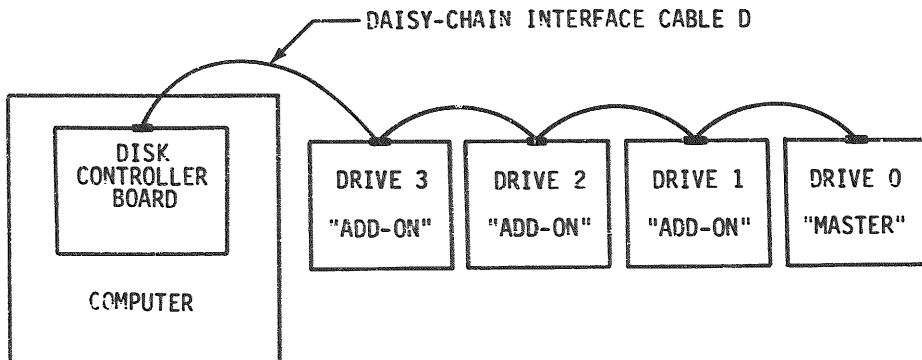 DAISY-CHAIN INTERFACE CABLE D
DISK
CONTROLLER
BOARD
COMPUTER
DRIVE 3
"ADD-ON"
DRIVE 2
"ADD-ON"
DRIVE 1
"ADD-ON"
DRIVE 0
"MASTER"